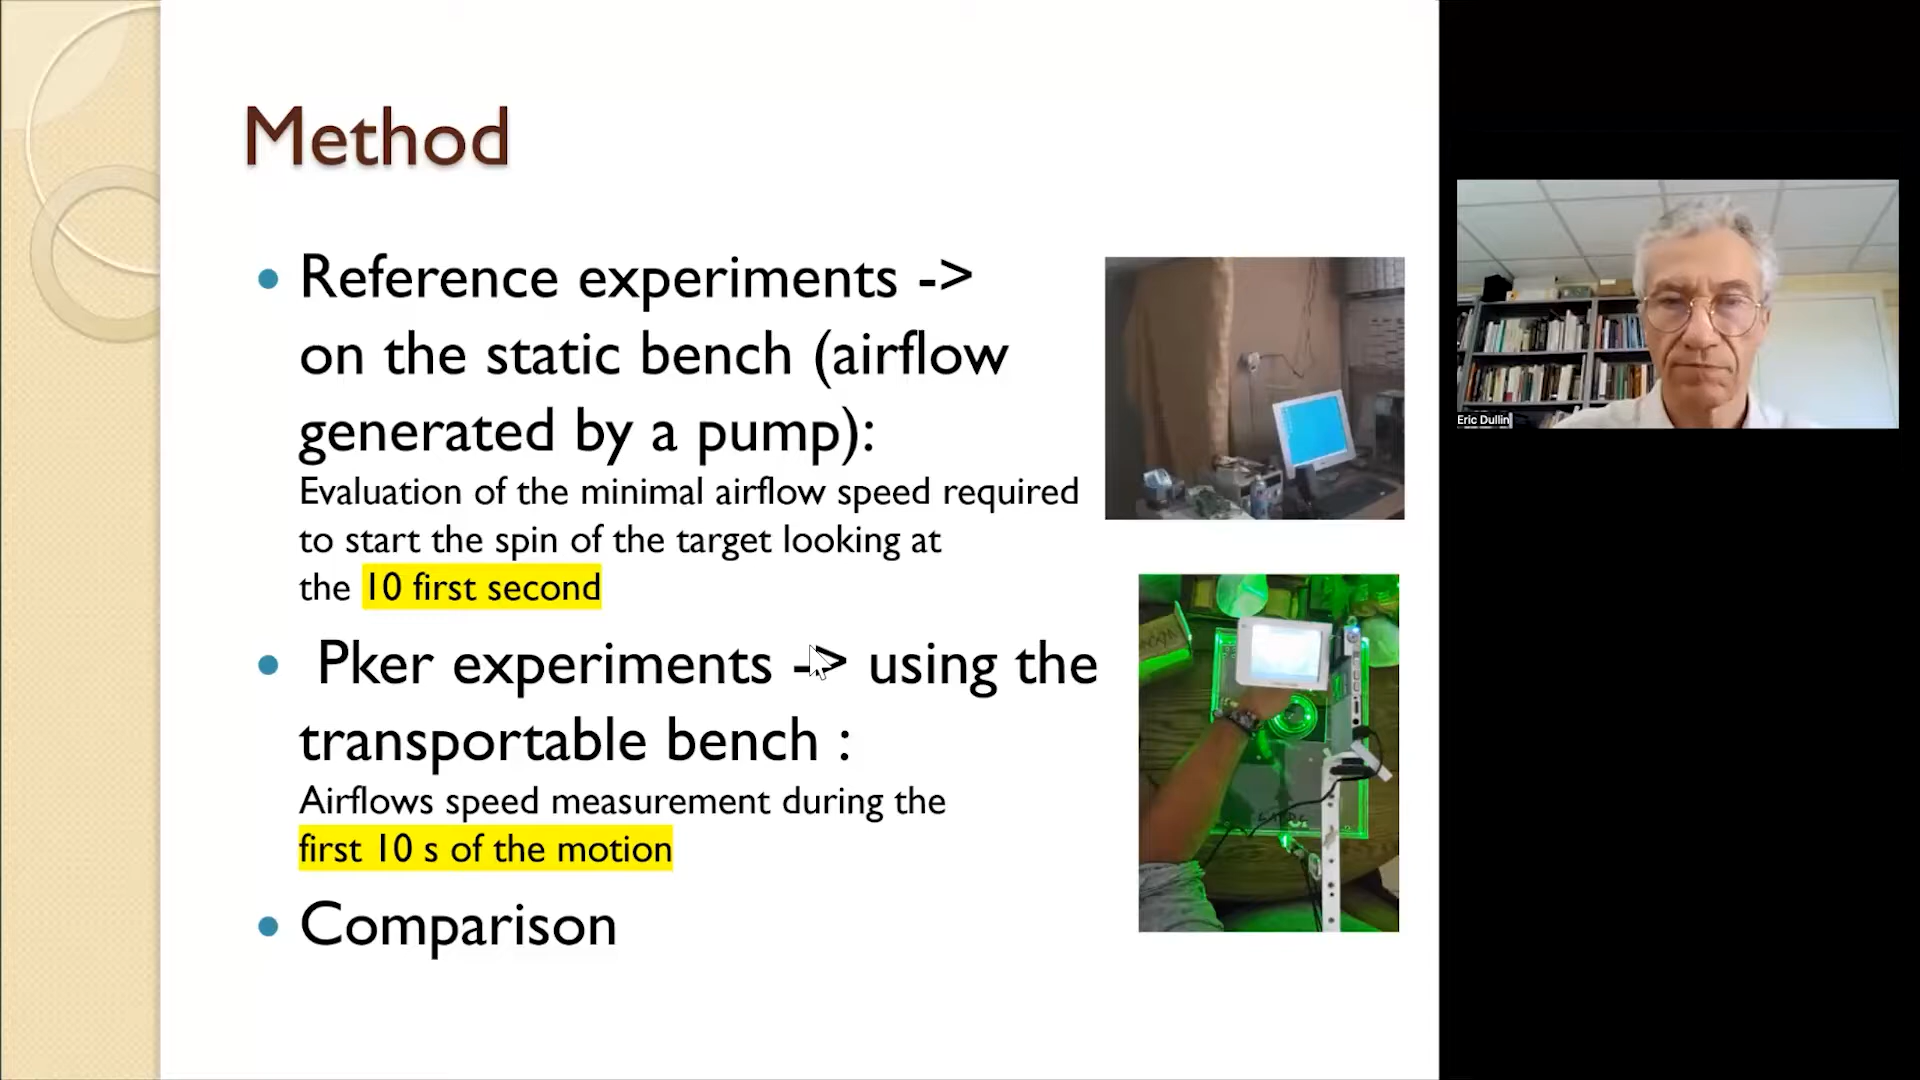 Method
Reference experiments ->
on the static bench (airflow
generated by a pump):
Evaluation of the minimal airflow speed required
to start the spin of the target looking at
the 10 first second
Pker experiments -> using the
transportable bench :
Airflows speed measurement during the
first 10 s of the motion
Comparison
Eric Dullin